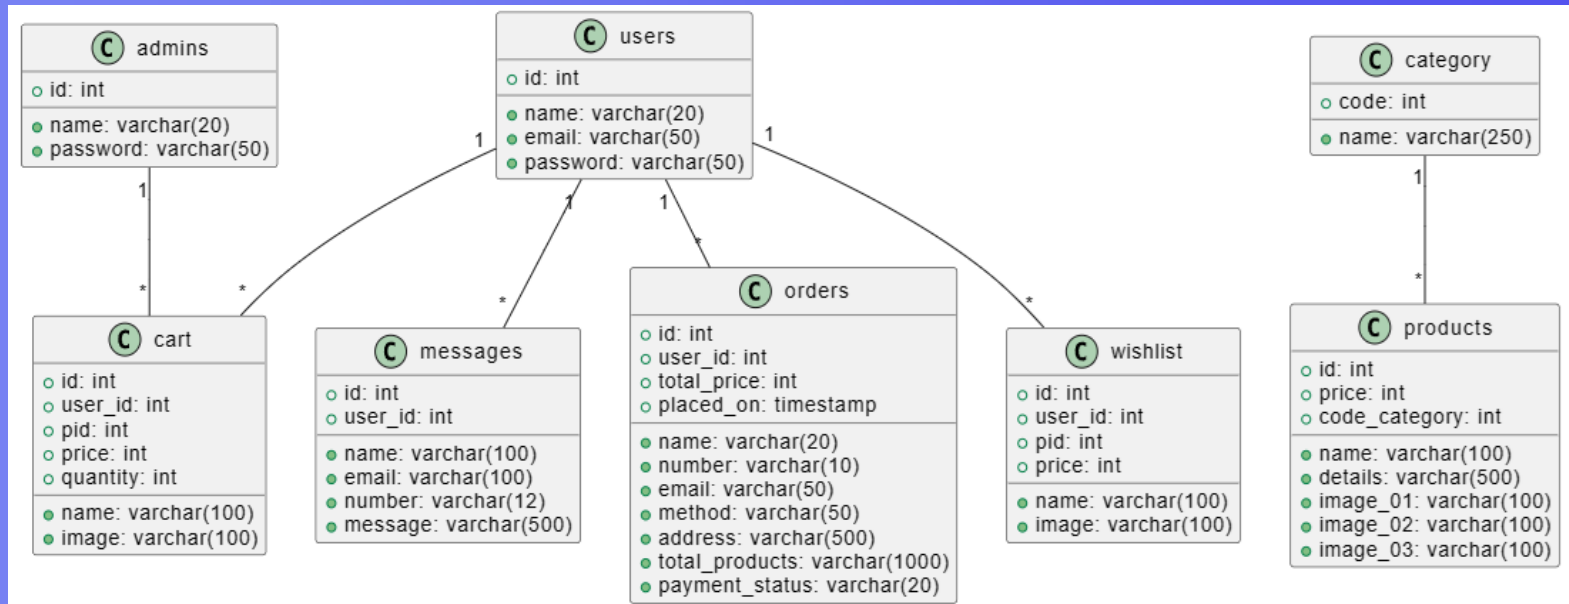 C admins
id: int
name: varchar(20)
password: varchar(50)
C users
id: int
name: varchar(20)
email: varchar(50)
password: varchar(50)
C category
code: int
name: varchar(250)
1
*
1
*
1
*
1
*
1
*
1
*
C cart
id: int
user_id: int
pid: int
price: int
quantity: int
name: varchar(100)
image: varchar(100)
C messages
id: int
user_id: int
name: varchar(100)
email: varchar(100)
number: varchar(12)
message: varchar(500)
C orders
id: int
user_id: int
total_price: int
placed_on: timestamp
name: varchar(20)
number: varchar(10)
email: varchar(50)
method: varchar(50)
address: varchar(500)
total_products: varchar(1000)
payment_status: varchar(20)
C wishlist
id: int
user_id: int
pid: int
price: int
name: varchar(100)
image: varchar(100)
C products
id: int
price: int
code_category: int
name: varchar(100)
details: varchar(500)
image_01: varchar(100)
image_02: varchar(100)
image_03: varchar(100)